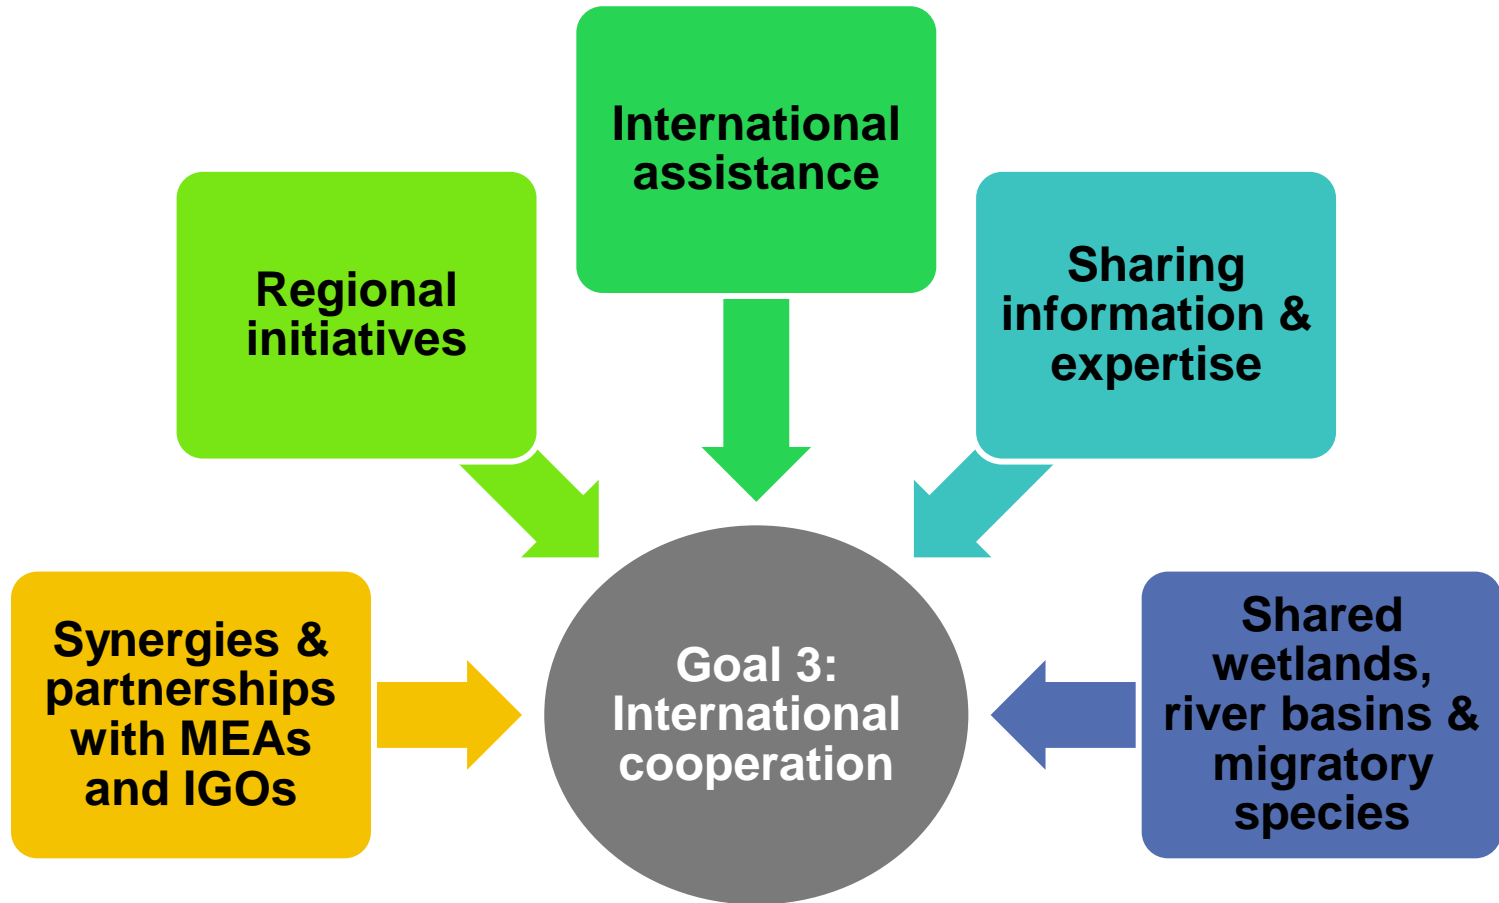 International
assistance
Regional
initiatives
Sharing
information &
expertise
Synergies &
partnerships
with MEAs
and IGOs
Goal 3:
International
cooperation
Shared
wetlands,
river basins &
migratory
species